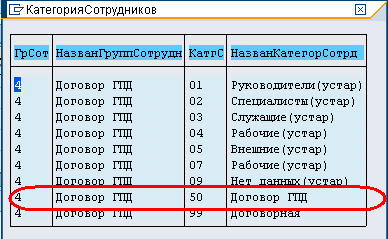 КатегорияСотрудников
ГрСот НазванГруппСотрудн КатгС НазванКатегорСотрд
4 Договор ГПД 01 Руководители(устар)
4 Договор ГПД 02 Специалисты(устар)
4 Договор ГПД 03 Служащие(устар)
4 Договор ГПД 04 Рабочие(устар)
4 Договор ГПД 05 Внешние(устар)
4 Договор ГПД 07 Рабочие(устар)
4 Договор ГПД 09 Нет данных(устар)
4 Договор ГПД 50 Договор ГПД
4 Договор ГПД 99 Договорная